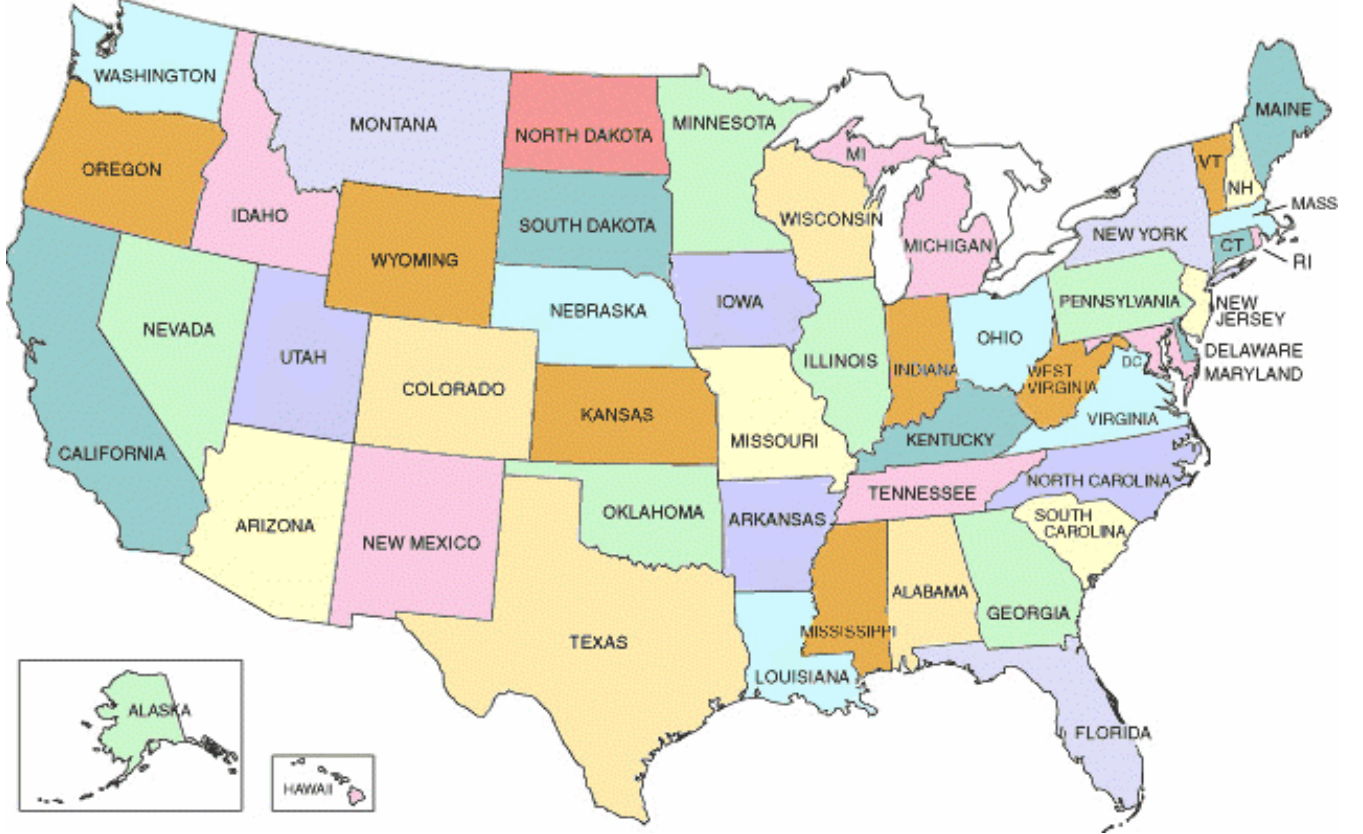 WASHINGTON
MONTANA
NORTH DAKOTA
MINNESOTA
MAINE
OREGON
IDAHO
WYOMING
SOUTH DAKOTA
WISCONSIN
MI
MICHIGAN
NEW YORK
VT
NH
MASS
CT
RI
NEVADA
UTAH
COLORADO
NEBRASKA
IOWA
ILLINOIS
INDIANA
OHIO
PENNSYLVANIA
NEW
JERSEY
DELAWARE
MARYLAND
DC
WEST
VIRGINIA
VIRGINIA
CALIFORNIA
KANSAS
MISSOURI
KENTUCKY
ARIZONA
NEW MEXICO
OKLAHOMA
ARKANSAS
TENNESSEE
NORTH CAROLINA
SOUTH
CAROLINA
TEXAS
LOUISIANA
MISSISSIPPI
ALABAMA
GEORGIA
FLORIDA
ALASKA
HAWAII